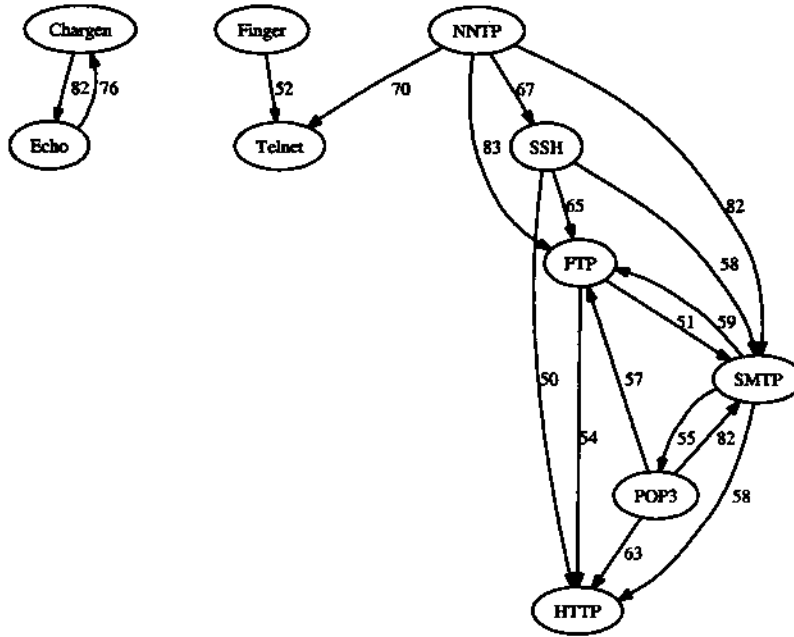 Chargen Finger NNTP
82 76 52 70 67
Echo Telnet SSH
83 65 82
FTP 58
51 59
SMTP
50 57
54 55 82
POP3 58
63
HTTP